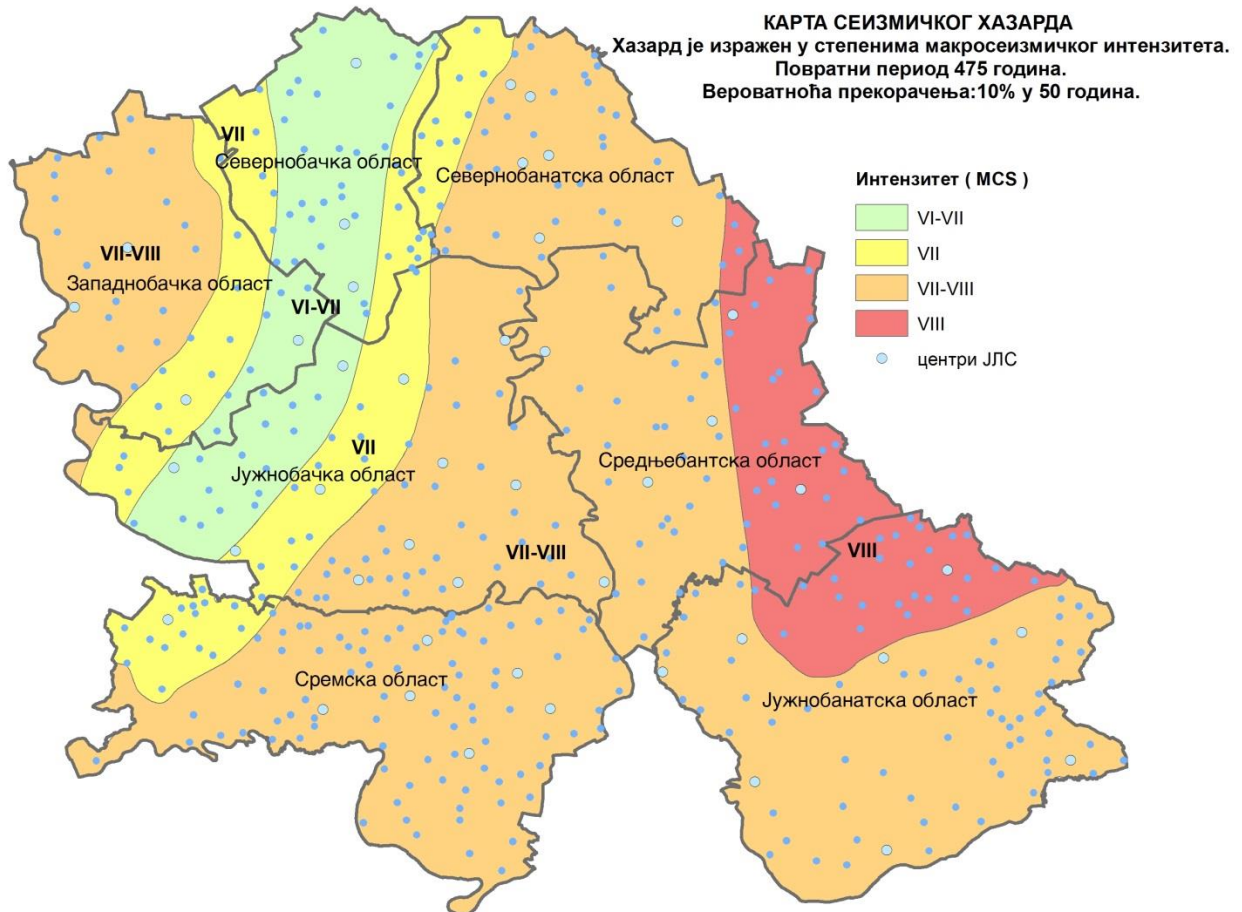 КАРТА СЕИЗМИЧКОГ ХАЗАРДА
Хазард је изражен у степенима макросеизмичког интензитета.
Повратни период 475 година.
Вероватноћа прекорачења:10% у 50 година.
VII
Севернобачка област
Севернобанатска област
Интензитет ( MCS )
VI-VII
VII
VII-VIII
VIII
центри ЈЛС
VII-VIII
Западнобачка област
VI-VII
VII
Јужнобачка област
Средњебантска област
VII-VIII
VIII
Сремска област
Јужнобанатска област